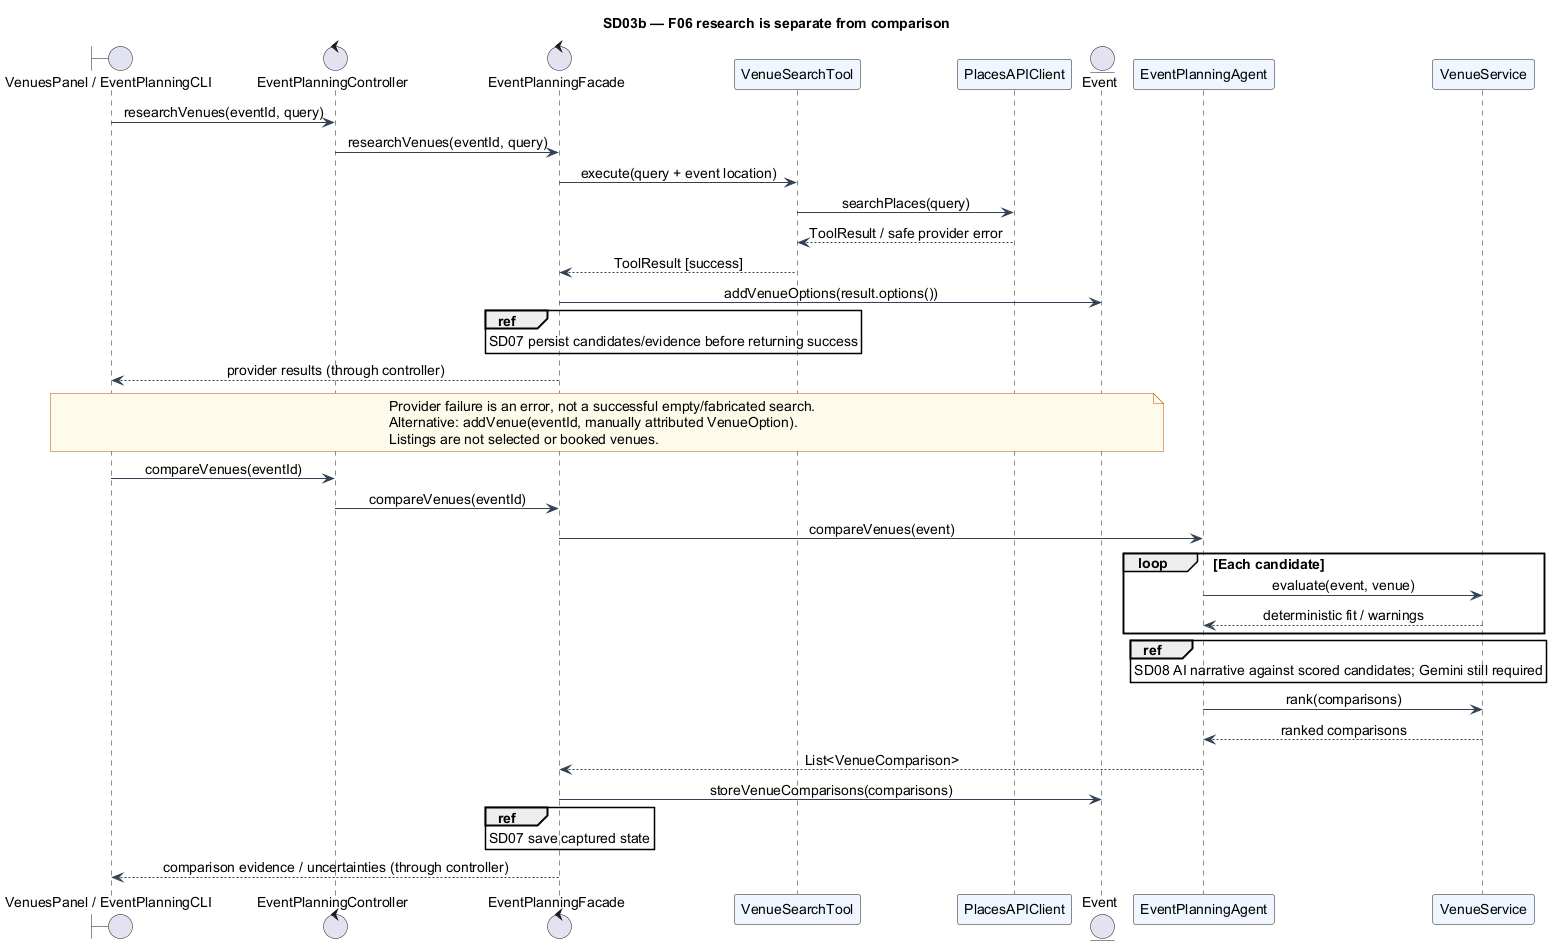 SD03b — F06 research is separate from comparison
VenuesPanel / EventPlanningCLI
EventPlanningController
EventPlanningFacade
VenueSearchTool
PlacesAPIClient
Event
EventPlanningAgent
VenueService
researchVenues(eventId, query)
researchVenues(eventId, query)
execute(query + event location)
searchPlaces(query)
ToolResult / safe provider error
ToolResult [success]
addVenueOptions(result.options())
ref
SD07 persist candidates/evidence before returning success
provider results (through controller)
Provider failure is an error, not a successful empty/fabricated search.
Alternative: addVenue(eventId, manually attributed VenueOption).
Listings are not selected or booked venues.
compareVenues(eventId)
compareVenues(eventId)
compareVenues(event)
loop [Each candidate]
evaluate(event, venue)
deterministic fit / warnings
ref
SD08 AI narrative against scored candidates; Gemini still required
rank(comparisons)
ranked comparisons
List<VenueComparison>
storeVenueComparisons(comparisons)
ref
SD07 save captured state
comparison evidence / uncertainties (through controller)
VenuesPanel / EventPlanningCLI
EventPlanningController
EventPlanningFacade
VenueSearchTool
PlacesAPIClient
Event
EventPlanningAgent
VenueService